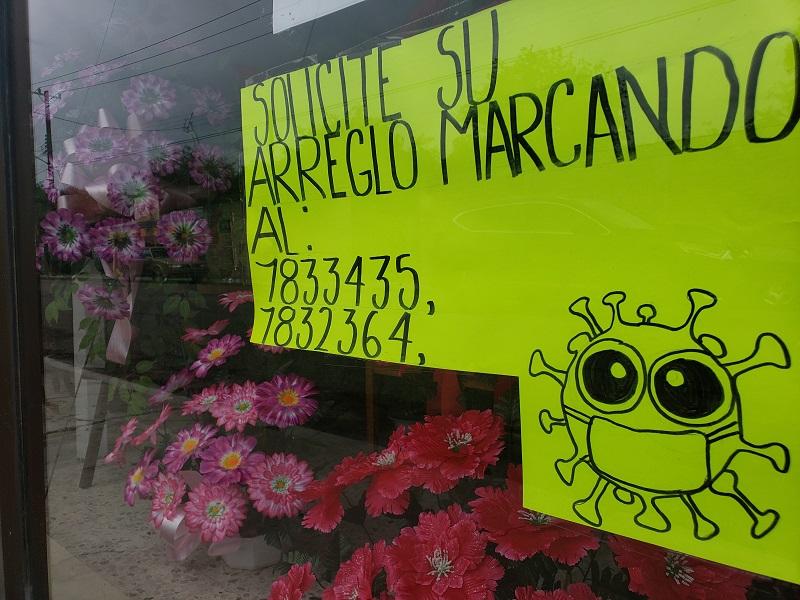 SOLICITE SU
ARREGLO MARCANDO
AL:
7833435,
7832364,